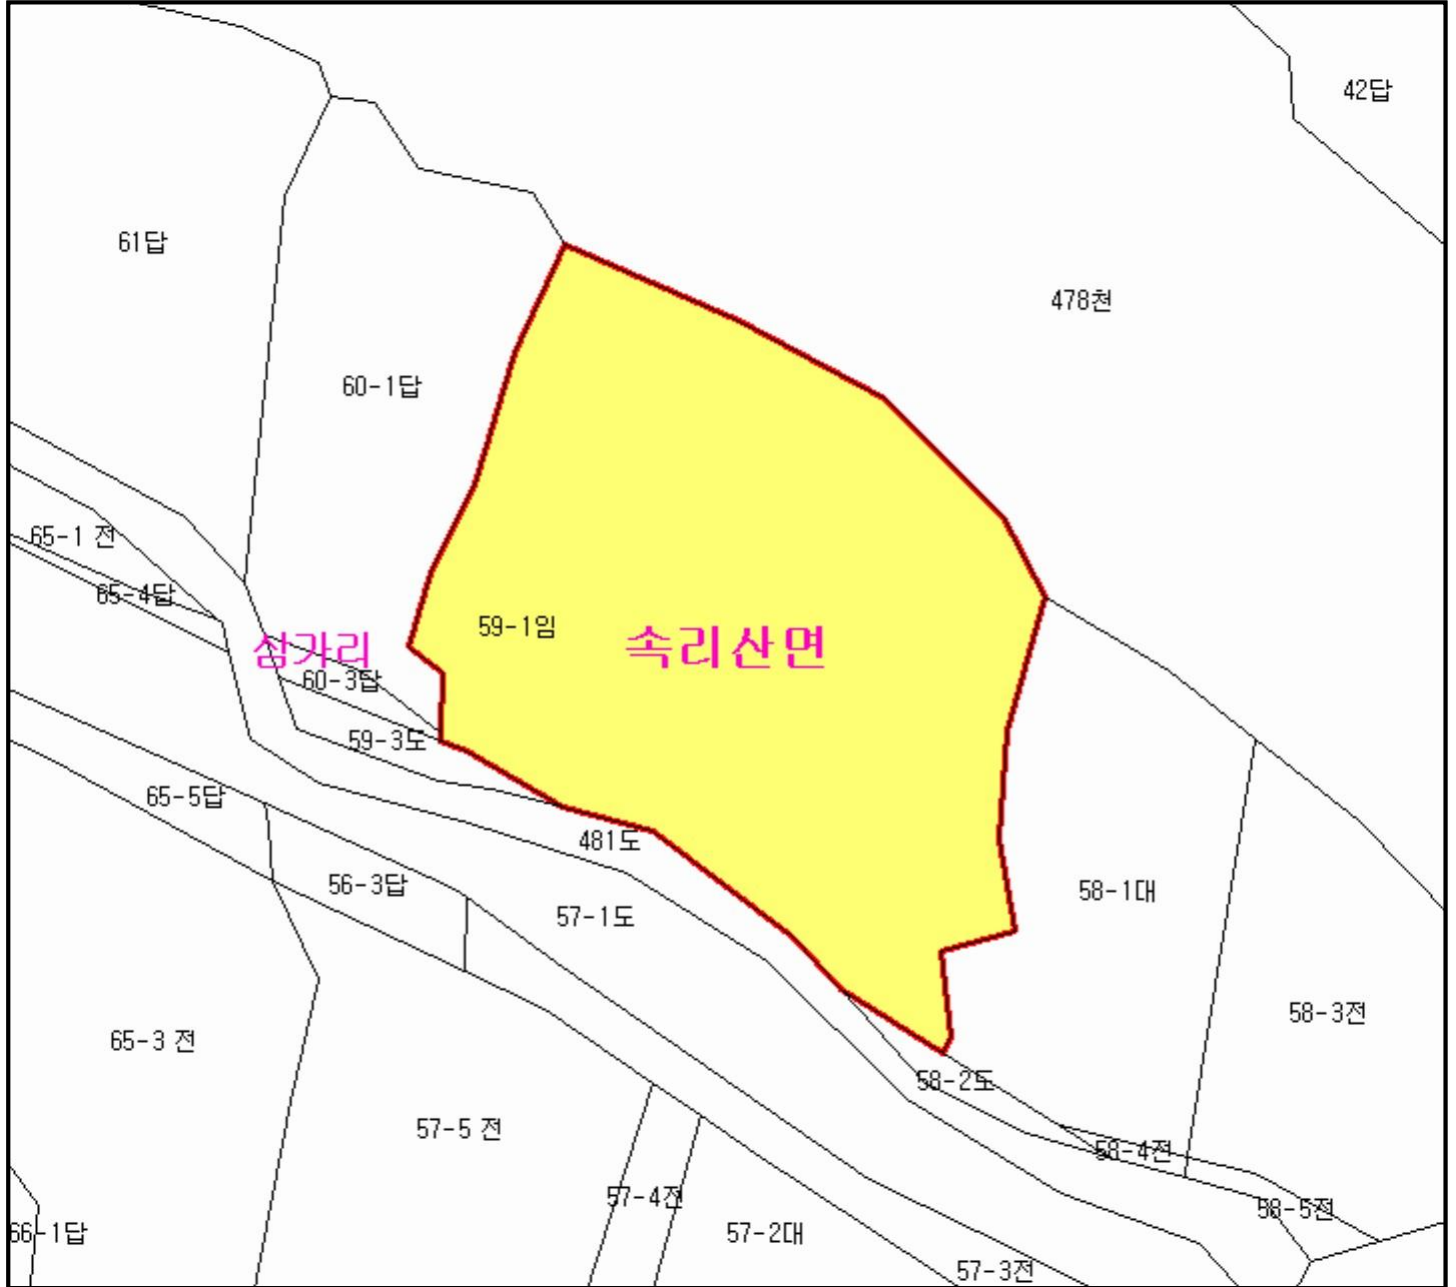 42답
61답
478천
60-1답
65-1 전
65-4답
59-1임
속리산면
삼가리
60-3답
59-3도
65-5답
481도
56-3답
58-1대
57-1도
58-3전
65-3 전
58-2도
57-5 전
58-4전
57-4전
58-5전
66-1답
57-2대
57-3전